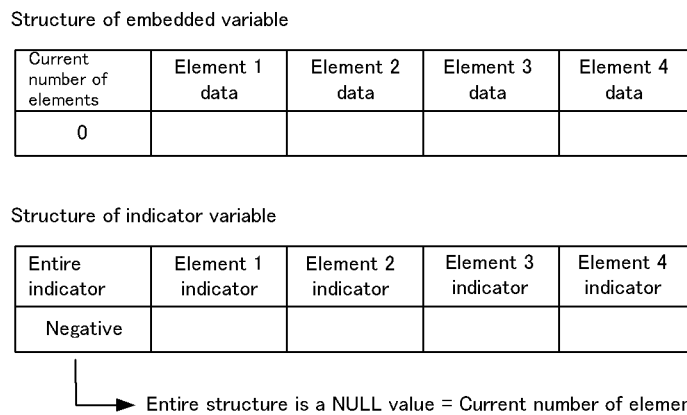 Structure of embedded variable
Current number of elements
Element 1 data
Element 2 data
Element 3 data
Element 4 data
0
Structure of indicator variable
Entire indicator
Element 1 indicator
Element 2 indicator
Element 3 indicator
Element 4 indicator
Negative
Entire structure is a NULL value = Current number of